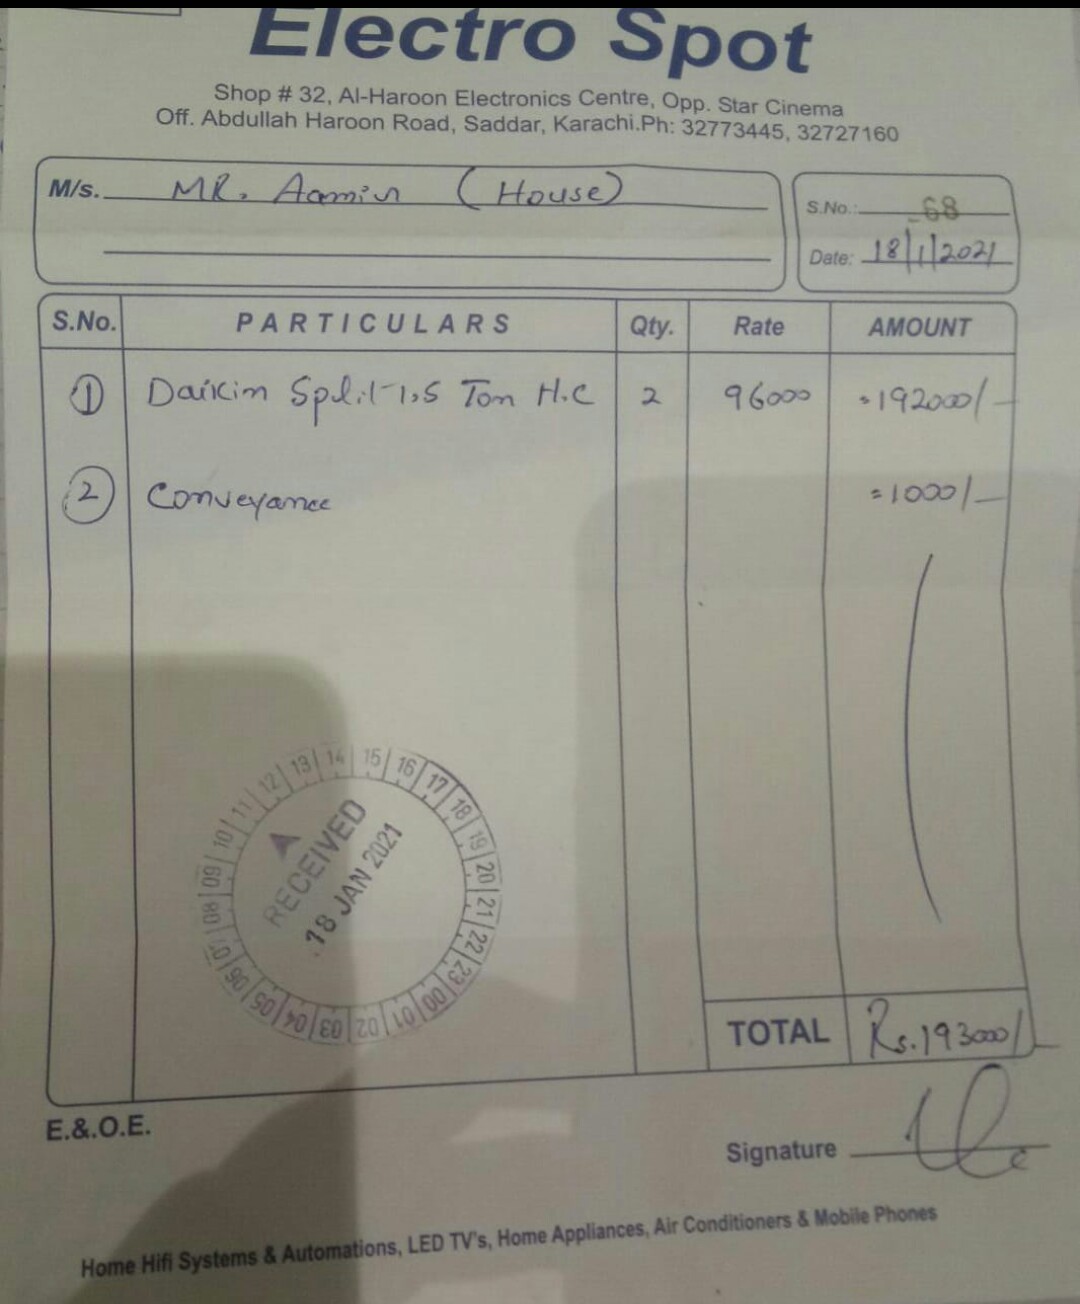 Electro Spot
Shop # 32, Al-Haroon Electronics Centre, Opp. Star Cinema
Off. Abdullah Haroon Road, Saddar, Karachi.Ph: 32773445, 32727160
M/s. MR. Aamir (House)
S.No.: 68
Date: 18/1/2021
S.No. PARTICULARS Qty. Rate AMOUNT
1 Daikin Split 1.5 Ton H.C 2 96000 =192000/-
2 Conveyance =1000/-
13 14 15 16 17 18 19 20 21 22 23 00 01 02 03 04 05 06 07 08 09 10 11 12
RECEIVED
18 JAN 2021
TOTAL Rs.193000/-
E.&.O.E.
Signature
Home Hifi Systems & Automations, LED TV's, Home Appliances, Air Conditioners & Mobile Phones